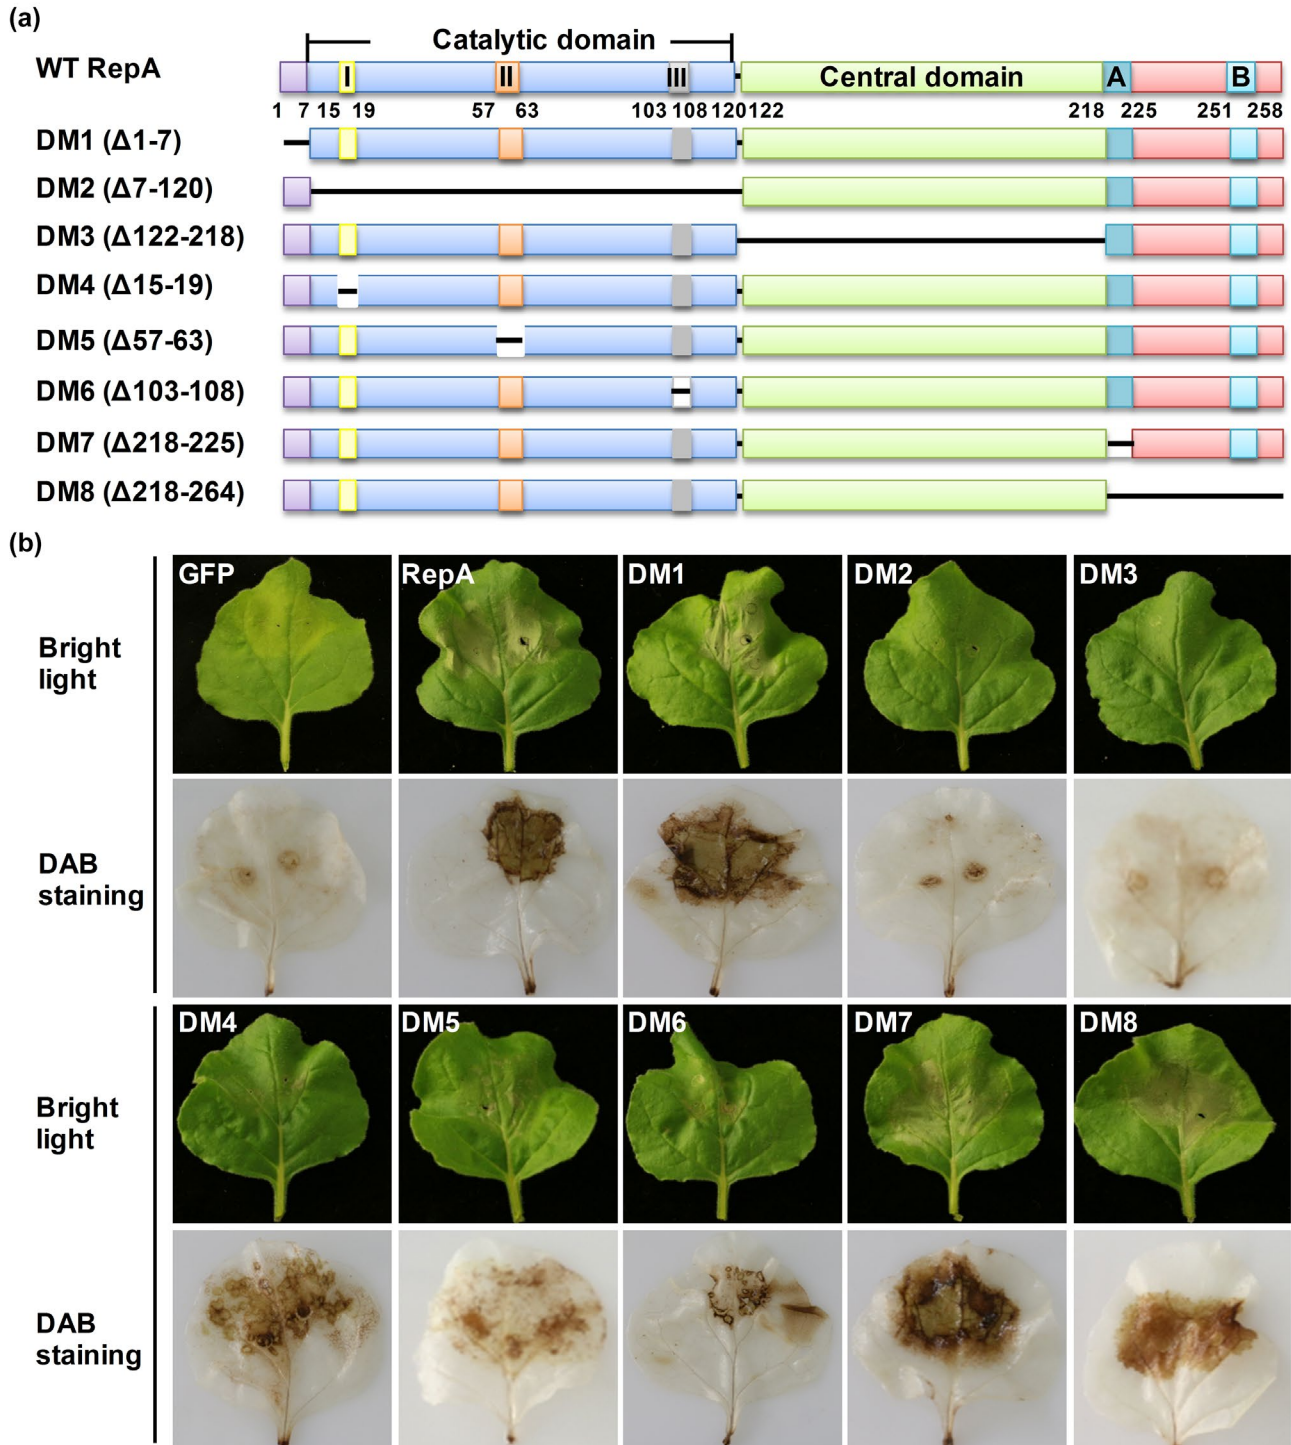 (a)
Catalytic domain
WT RepA
I II III Central domain A B
1 7 15 19 57 63 103 108 120 122 218 225 251 258
DM1 (Δ1-7)
DM2 (Δ7-120)
DM3 (Δ122-218)
DM4 (Δ15-19)
DM5 (Δ57-63)
DM6 (Δ103-108)
DM7 (Δ218-225)
DM8 (Δ218-264)
(b)
GFP RepA DM1 DM2 DM3
Bright
light
DAB
staining
DM4 DM5 DM6 DM7 DM8
Bright
light
DAB
staining